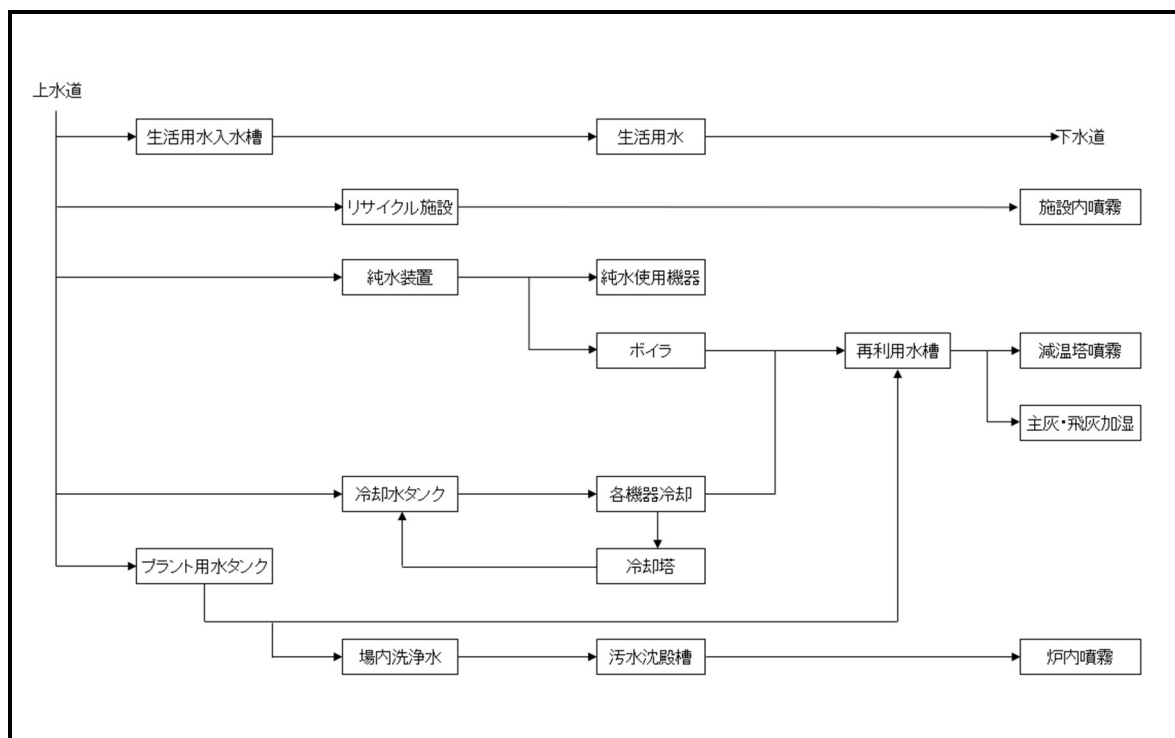 上水道
生活用水入水槽
生活用水
下水道
リサイクル施設
施設内噴霧
純水装置
純水使用機器
ボイラ
再利用水槽
減温塔噴霧
主灰・飛灰加湿
冷却水タンク
各機器冷却
プラント用水タンク
冷却塔
場内洗浄水
汚水沈殿槽
炉内噴霧